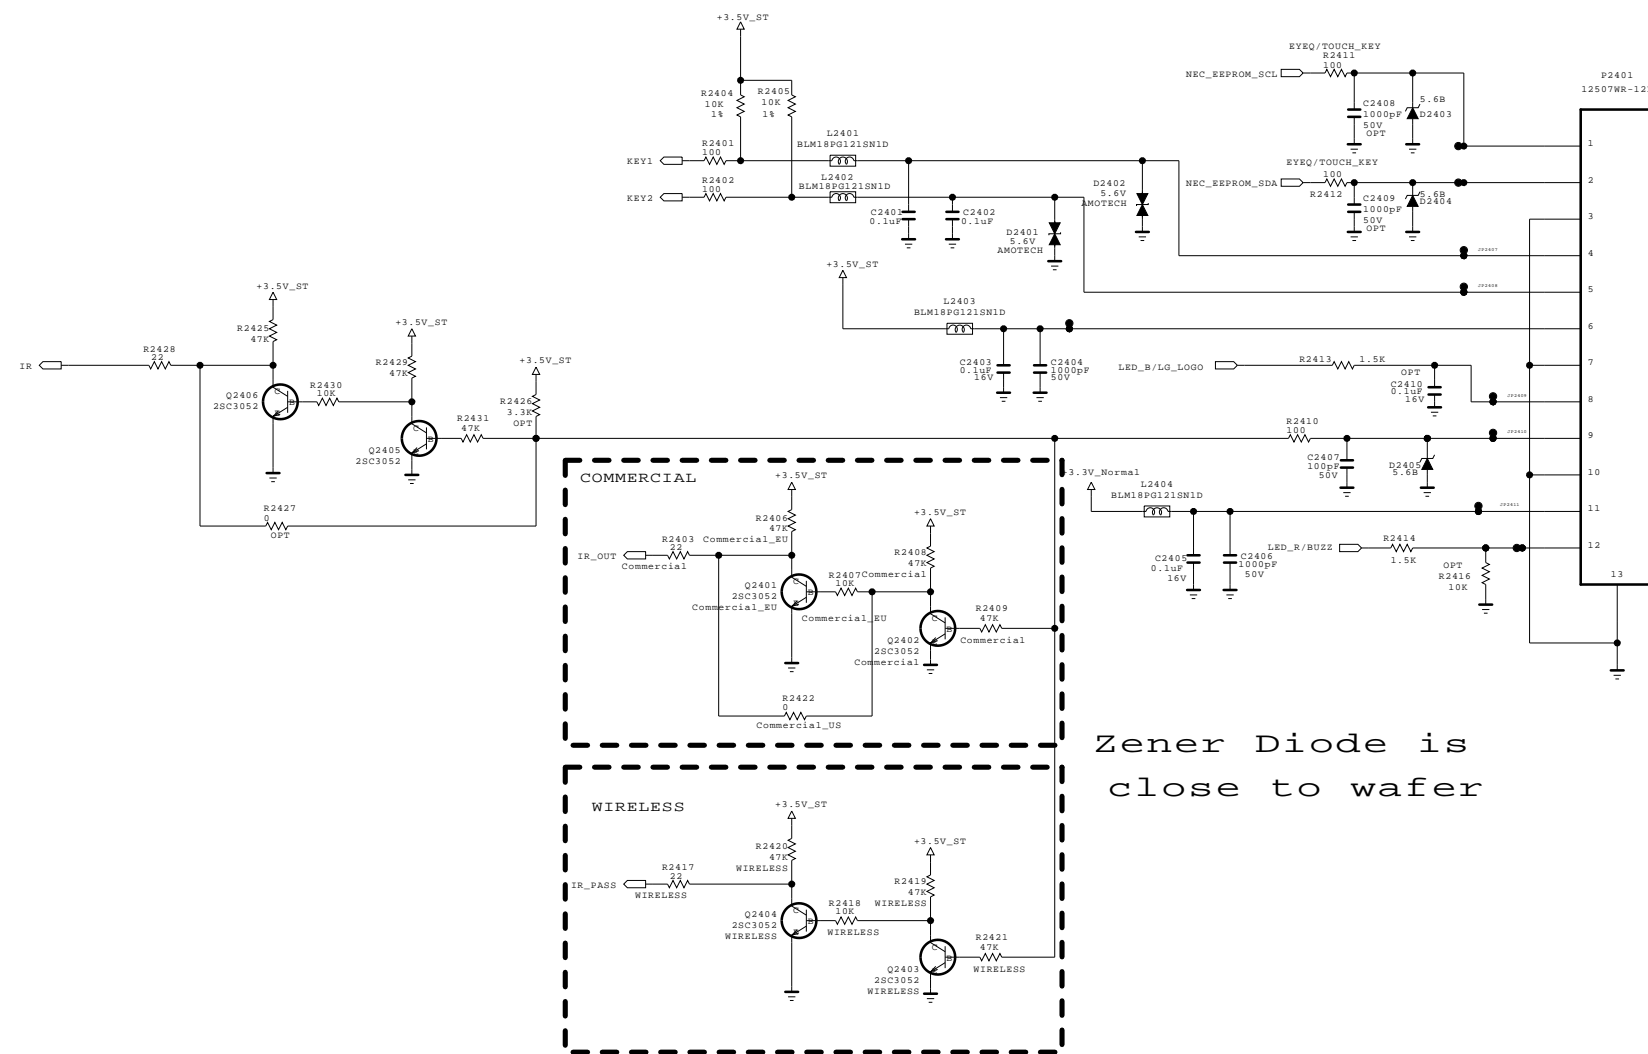 +3.5V_ST
R2404
10K
1%
R2405
10K
1%
KEY1
R2401
100
L2401
BLM18PG121SN1D
KEY2
R2402
100
L2402
BLM18PG121SN1D
C2401
0.1uF
C2402
0.1uF
D2401
5.6V
AMOTECH
D2402
5.6V
AMOTECH
EYEQ/TOUCH_KEY
R2411
100
NEC_EEPROM_SCL
C2408
1000pF
50V
OPT
5.6B
D2403
EYEQ/TOUCH_KEY
100
R2412
NEC_EEPROM_SDA
C2409
1000pF
50V
OPT
5.6B
D2404
P2401
12507WR-12
1
2
3
4
5
6
7
8
9
10
11
12
13
JP2407
JP2408
+3.5V_ST
L2403
BLM18PG121SN1D
C2403
0.1uF
16V
C2404
1000pF
50V
LED_B/LG_LOGO
R2413
1.5K
OPT
C2410
0.1uF
16V
JP2409
R2410
100
C2407
100pF
50V
D2405
5.6B
JP2410
+3.3V_Normal
L2404
BLM18PG121SN1D
C2405
0.1uF
16V
C2406
1000pF
50V
JP2411
LED_R/BUZZ
R2414
1.5K
OPT
R2416
10K
+3.5V_ST
R2425
47K
IR
R2428
22
Q2406
2SC3052
C
B
E
R2430
10K
+3.5V_ST
R2429
47K
Q2405
2SC3052
C
B
E
R2431
47K
+3.5V_ST
R2426
3.3K
OPT
R2427
0
OPT
COMMERCIAL
+3.5V_ST
R2406
47K
Commercial_EU
IR_OUT
R2403
22
Commercial
Q2401
2SC3052
Commercial_EU
C
B
E
R2407
10K
Commercial_EU
+3.5V_ST
R2408
47K
Commercial
Q2402
2SC3052
Commercial
C
B
E
R2409
47K
Commercial
R2422
0
Commercial_US
Zener Diode is
close to wafer
WIRELESS
+3.5V_ST
R2420
47K
WIRELESS
IR_PASS
R2417
22
WIRELESS
Q2404
2SC3052
WIRELESS
C
B
E
R2418
10K
WIRELESS
+3.5V_ST
R2419
47K
WIRELESS
Q2403
2SC3052
WIRELESS
C
B
E
R2421
47K
WIRELESS